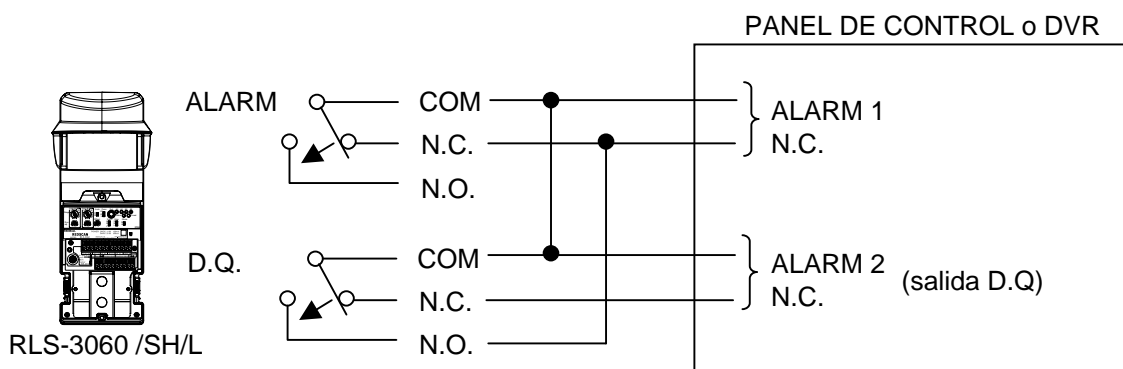 PANEL DE CONTROL o DVR
ALARM
COM
N.C.
N.O.
ALARM 1
N.C.
D.Q.
COM
N.C.
N.O.
ALARM 2
N.C.
(salida D.Q)
RLS-3060 /SH/L